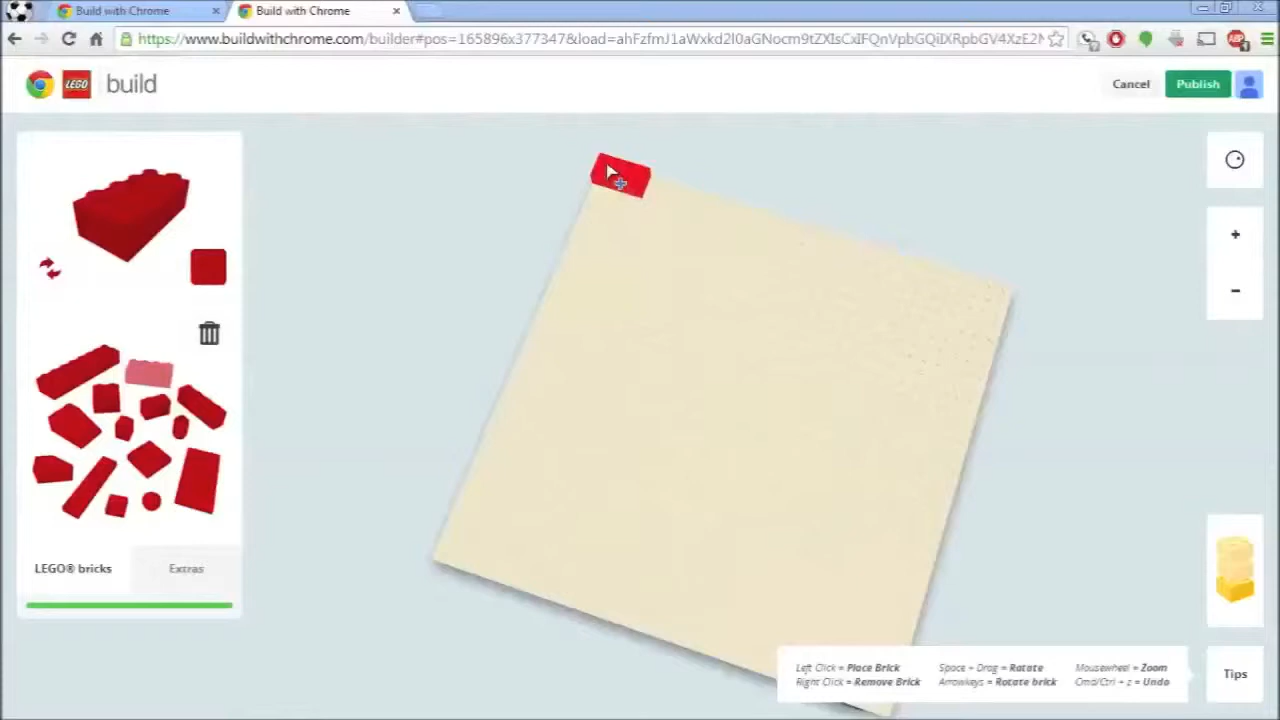 Build with Chrome
Build with Chrome
https://www.buildwithchrome.com/builder#pos=165896x377347&load=
LEGO build
Cancel
Publish
+
-
LEGO® bricks
Extras
Left Click = Place Brick
Space + Drag = Rotate
Mousewheel = Zoom
Right Click = Remove Brick
Arrowkeys = Rotate brick
Cmd/Ctrl + z = Undo
Tips